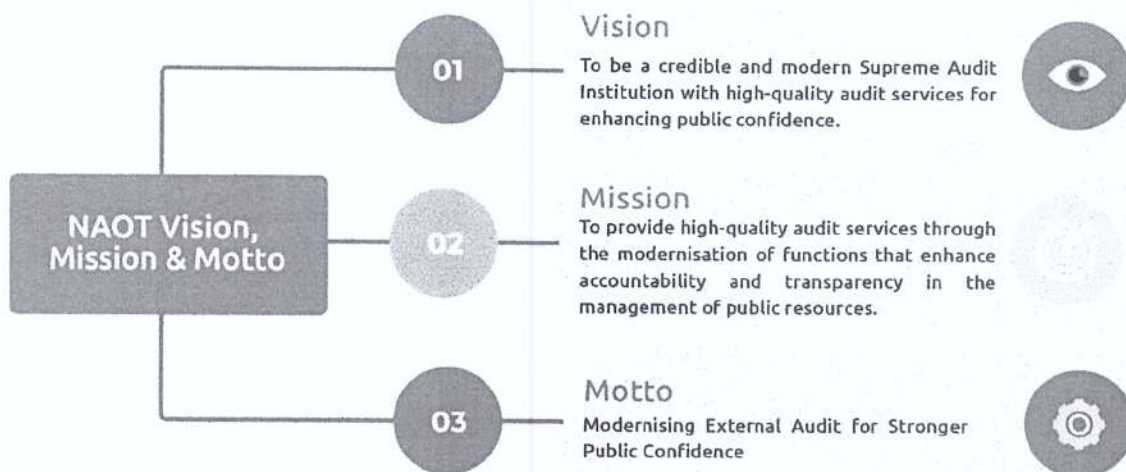 NAOT Vision,
Mission & Motto
01
Vision
To be a credible and modern Supreme Audit
Institution with high-quality audit services for
enhancing public confidence.
02
Mission
To provide high-quality audit services through
the modernisation of functions that enhance
accountability and transparency in the
management of public resources.
03
Motto
Modernising External Audit for Stronger
Public Confidence